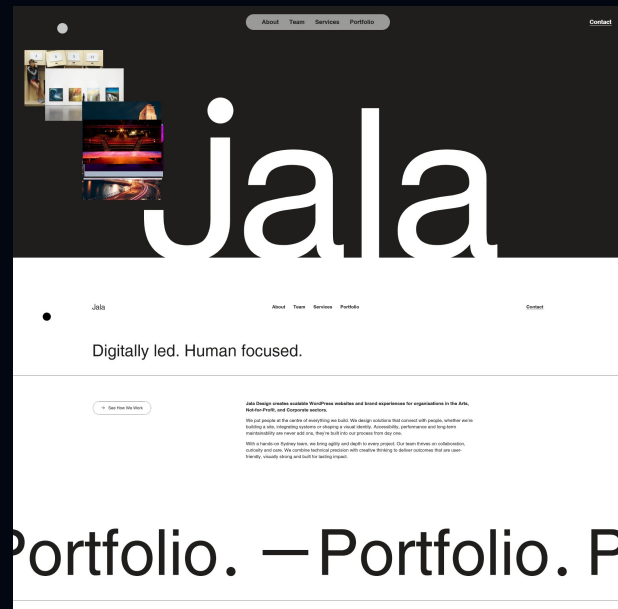 About Team Services Portfolio
Contact
jala
Jala
About Team Services Portfolio
Contact
Digitally led. Human focused.
→ See How We Work
Jala Design creates scalable WordPress websites and brand experiences for organisations in the Arts,
Not-for-Profit, and Corporate sectors.
We put people at the centre of everything we build. We design solutions that connect with people, whether we're
building a site, integrating systems or shaping a visual identity. Accessibility, performance and long-term
maintainability are never add ons, they're built into our process from day one.
With a hands-on Sydney team, we bring agility and depth to every project. Our team thrives on collaboration,
curiosity and care. We combine technical precision with creative thinking to deliver outcomes that are user-
friendly, visually strong and built for lasting impact.
Portfolio. —Portfolio. P